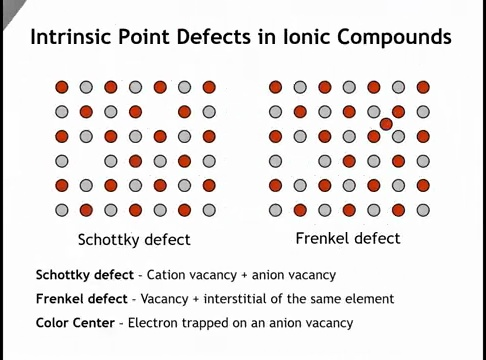 Intrinsic Point Defects in Ionic Compounds
Schottky defect
Frenkel defect
Schottky defect - Cation vacancy + anion vacancy
Frenkel defect - Vacancy + interstitial of the same element
Color Center - Electron trapped on an anion vacancy